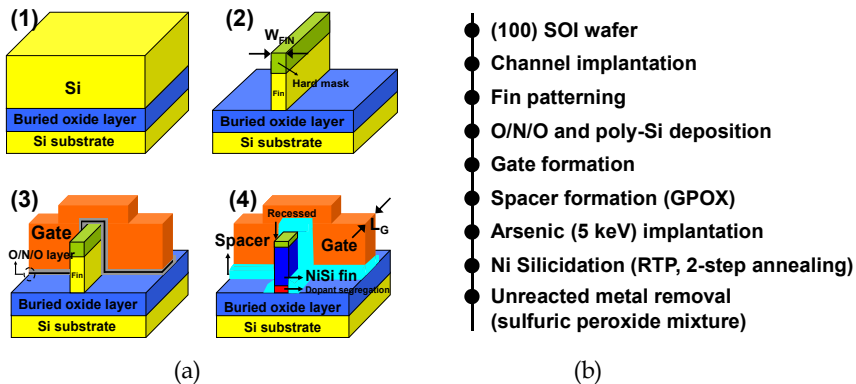 (1)
Si
Buried oxide layer
Si substrate
(2)
WFIN
Hard mask
Fin
Buried oxide layer
Si substrate
(3)
Gate
O/N/O layer
Fin
Buried oxide layer
Si substrate
(4)
Recessed
LG
Spacer
Gate
NiSi fin
Dopant segregation
Buried oxide layer
Si substrate
(a)
(100) SOI wafer
Channel implantation
Fin patterning
O/N/O and poly-Si deposition
Gate formation
Spacer formation (GPOX)
Arsenic (5 keV) implantation
Ni Silicidation (RTP, 2-step annealing)
Unreacted metal removal
(sulfuric peroxide mixture)
(b)